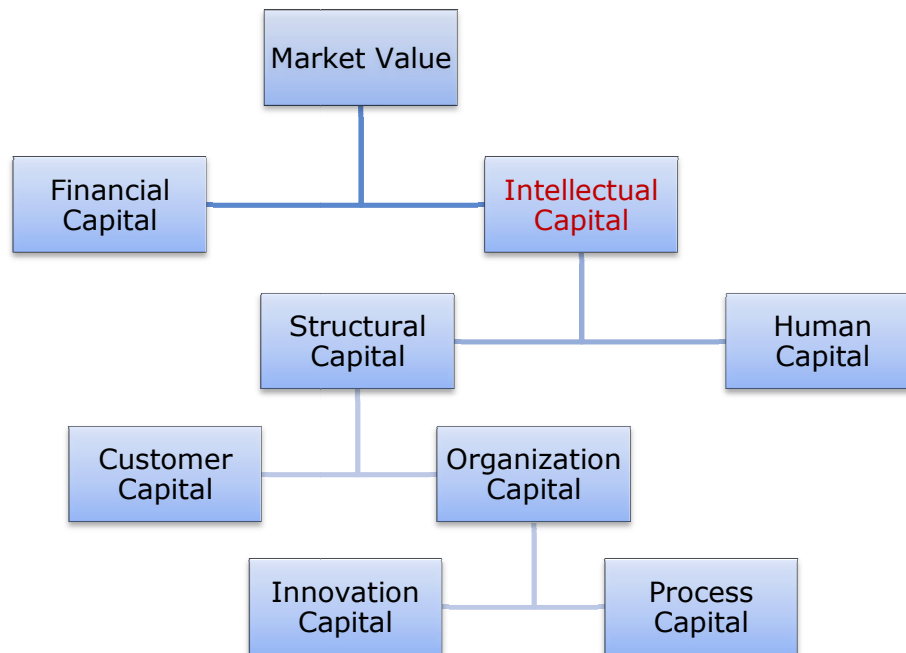 Market Value
Financial
Capital
Intellectual
Capital
Structural
Capital
Human
Capital
Customer
Capital
Organization
Capital
Innovation
Capital
Process
Capital